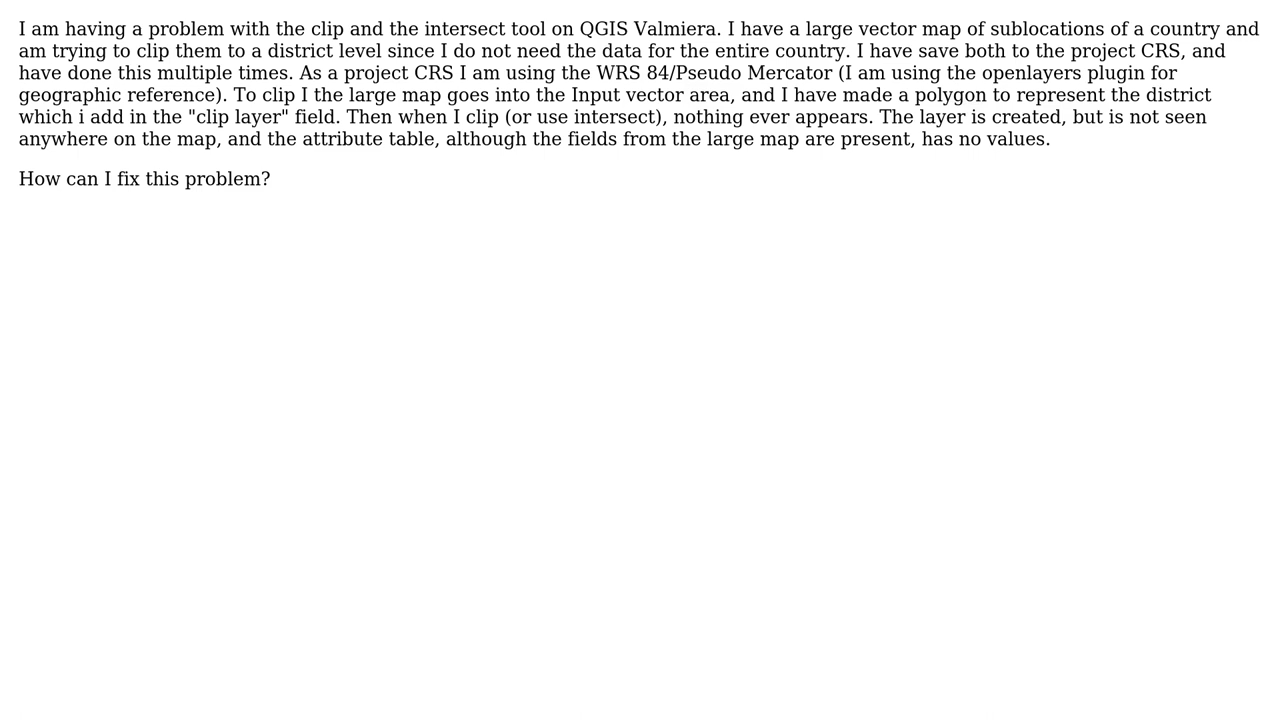 I am having a problem with the clip and the intersect tool on QGIS Valmiera. I have a large vector map of sublocations of a country and
am trying to clip them to a district level since I do not need the data for the entire country. I have save both to the project CRS, and
have done this multiple times. As a project CRS I am using the WRS 84/Pseudo Mercator (I am using the openlayers plugin for
geographic reference). To clip I the large map goes into the Input vector area, and I have made a polygon to represent the district
which i add in the "clip layer" field. Then when I clip (or use intersect), nothing ever appears. The layer is created, but is not seen
anywhere on the map, and the attribute table, although the fields from the large map are present, has no values.
How can I fix this problem?